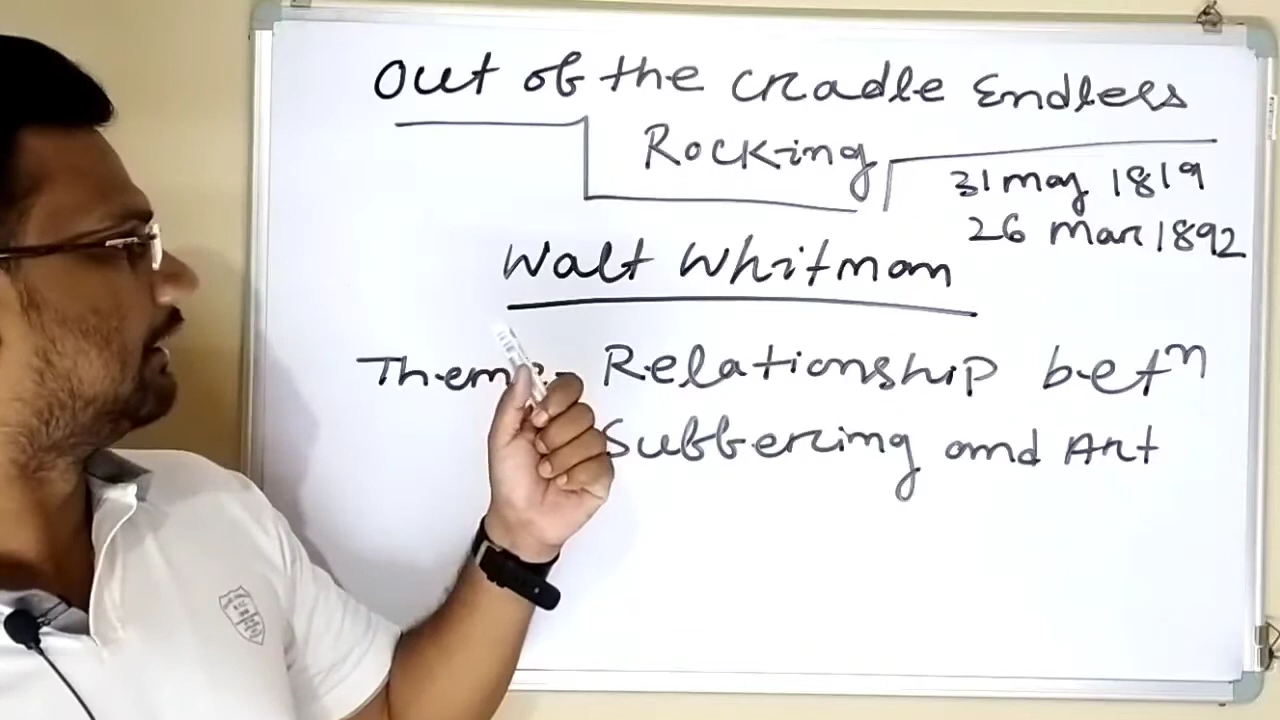 Out of the Cradle Endless
Rocking
31 may 1819
26 Mar 1892
Walt Whitman
Theme- Relationship betn
Suffering and Art